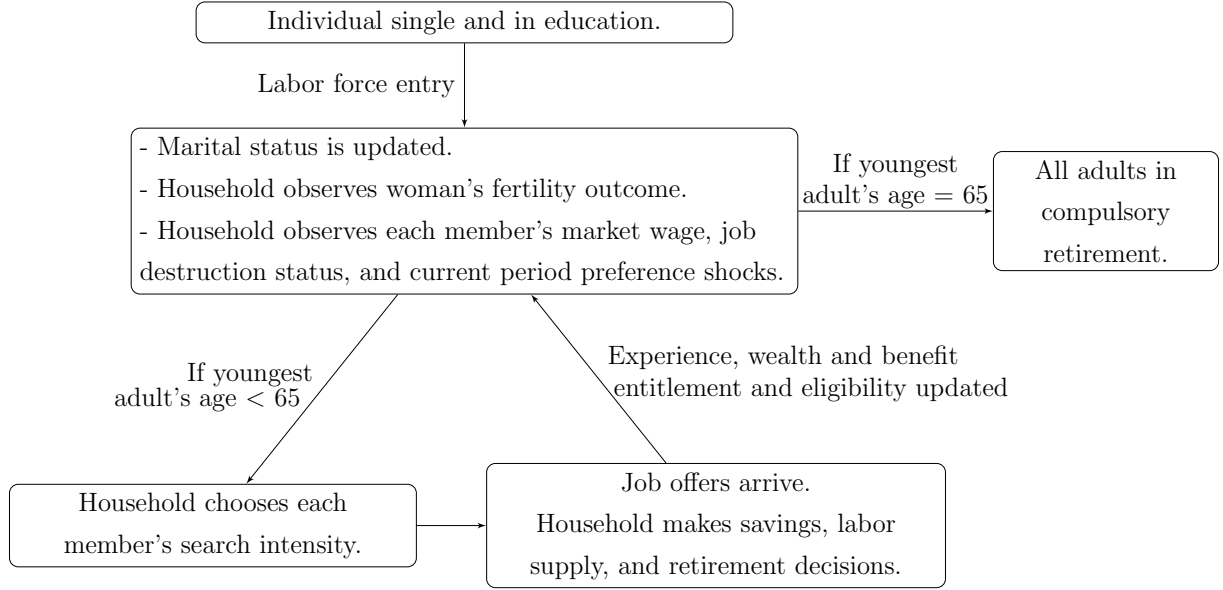 Individual single and in education.
Labor force entry
- Marital status is updated.
- Household observes woman's fertility outcome.
- Household observes each member's market wage, job
destruction status, and current period preference shocks.
If youngest
adult's age = 65
All adults in
compulsory
retirement.
If youngest
adult's age < 65
Experience, wealth and benefit
entitlement and eligibility updated
Household chooses each
member's search intensity.
Job offers arrive.
Household makes savings, labor
supply, and retirement decisions.